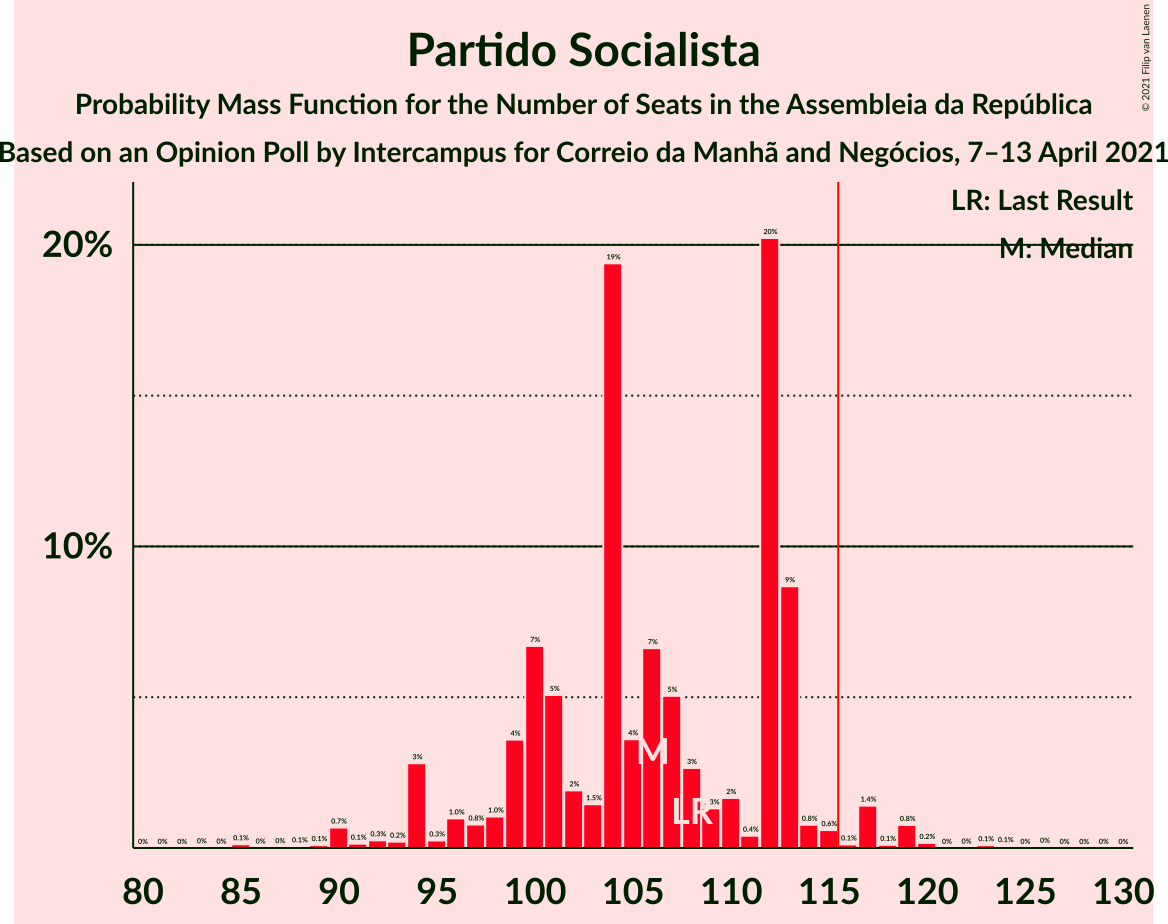 © 2021 Filip van Laenen
Partido Socialista
Probability Mass Function for the Number of Seats in the Assembleia da República
Based on an Opinion Poll by Intercampus for Correio da Manhã and Negócios, 7–13 April 2021
LR: Last Result
M: Median
20%
10%
0% 0% 0% 0% 0% 0.1% 0% 0% 0.1% 0.1% 0.7% 0.1% 0.3% 0.2% 3% 0.3% 1.0% 0.8% 1.0% 4% 7% 5% 2% 1.5% 19% 4% 7% 5% 3% 3% 2% 0.4% 20% 9% 0.8% 0.6% 0.1% 1.4% 0.1% 0.8% 0.2% 0% 0% 0.1% 0.1% 0% 0% 0% 0% 0% 0%
M
LR
80 85 90 95 100 105 110 115 120 125 130